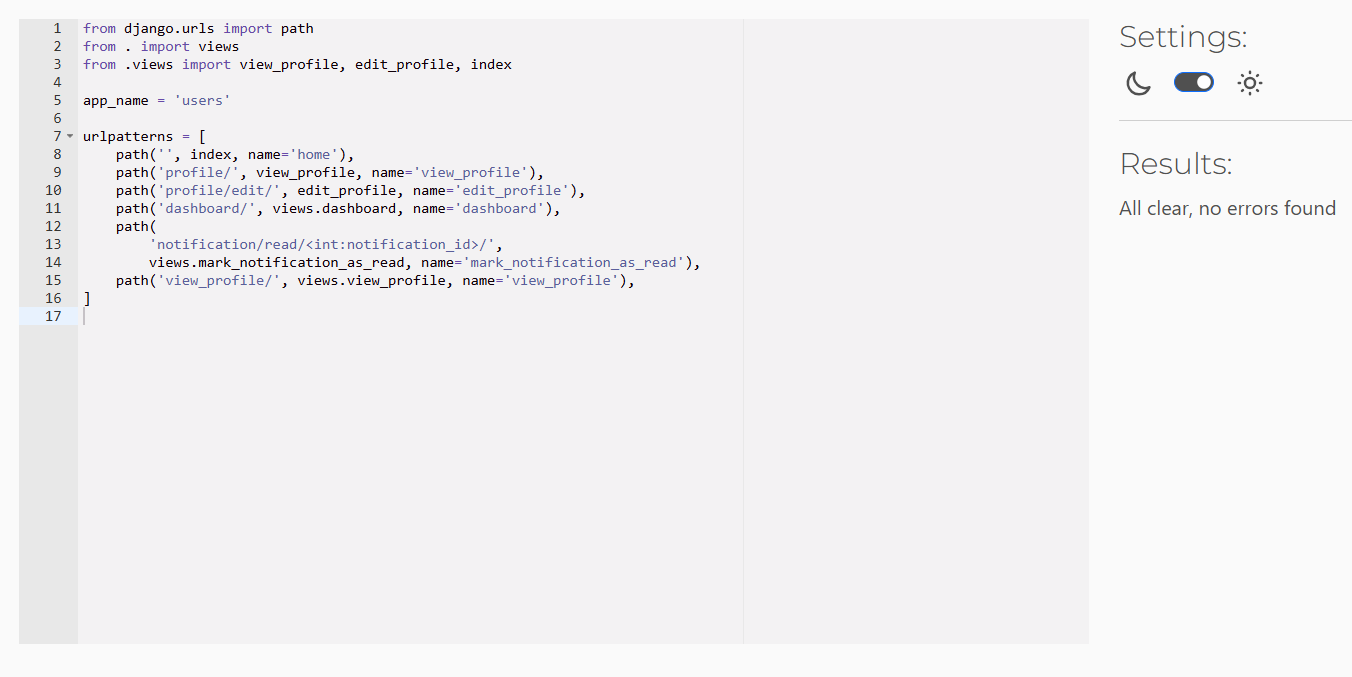 1 from django.urls import path
2 from . import views
3 from .views import view_profile, edit_profile, index
4
5 app_name = 'users'
6
7 urlpatterns = [
8     path('', index, name='home'),
9     path('profile/', view_profile, name='view_profile'),
10     path('profile/edit/', edit_profile, name='edit_profile'),
11     path('dashboard/', views.dashboard, name='dashboard'),
12     path(
13         'notification/read/<int:notification_id>/',
14         views.mark_notification_as_read, name='mark_notification_as_read'),
15     path('view_profile/', views.view_profile, name='view_profile'),
16 ]
17
Settings:
Results:
All clear, no errors found